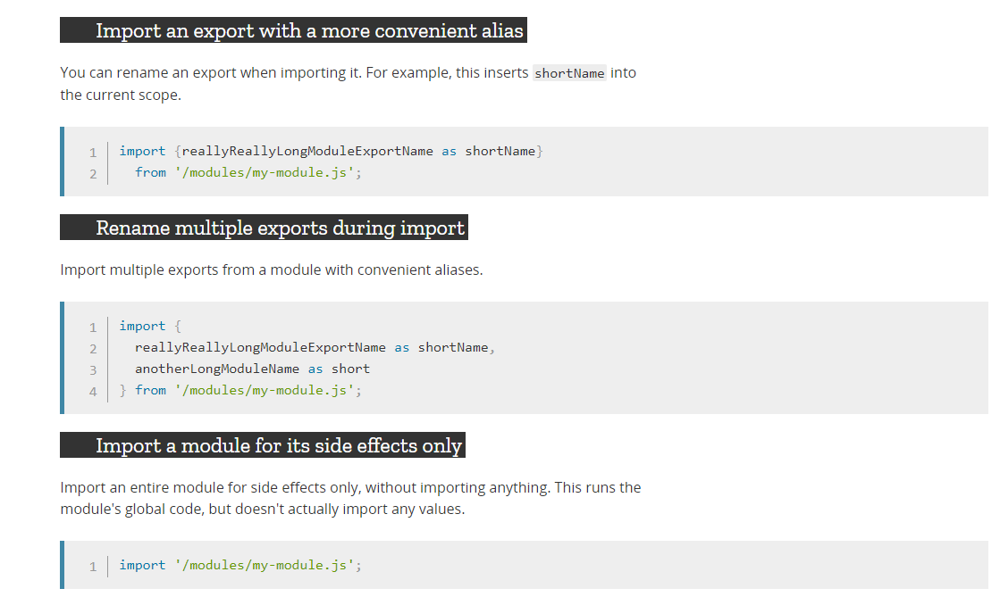 Import an export with a more convenient alias
You can rename an export when importing it. For example, this inserts shortName into
the current scope.
1 import {reallyReallyLongModuleExportName as shortName}
2   from '/modules/my-module.js';
Rename multiple exports during import
Import multiple exports from a module with convenient aliases.
1 import {
2   reallyReallyLongModuleExportName as shortName,
3   anotherLongModuleName as short
4 } from '/modules/my-module.js';
Import a module for its side effects only
Import an entire module for side effects only, without importing anything. This runs the
module's global code, but doesn't actually import any values.
1 import '/modules/my-module.js';